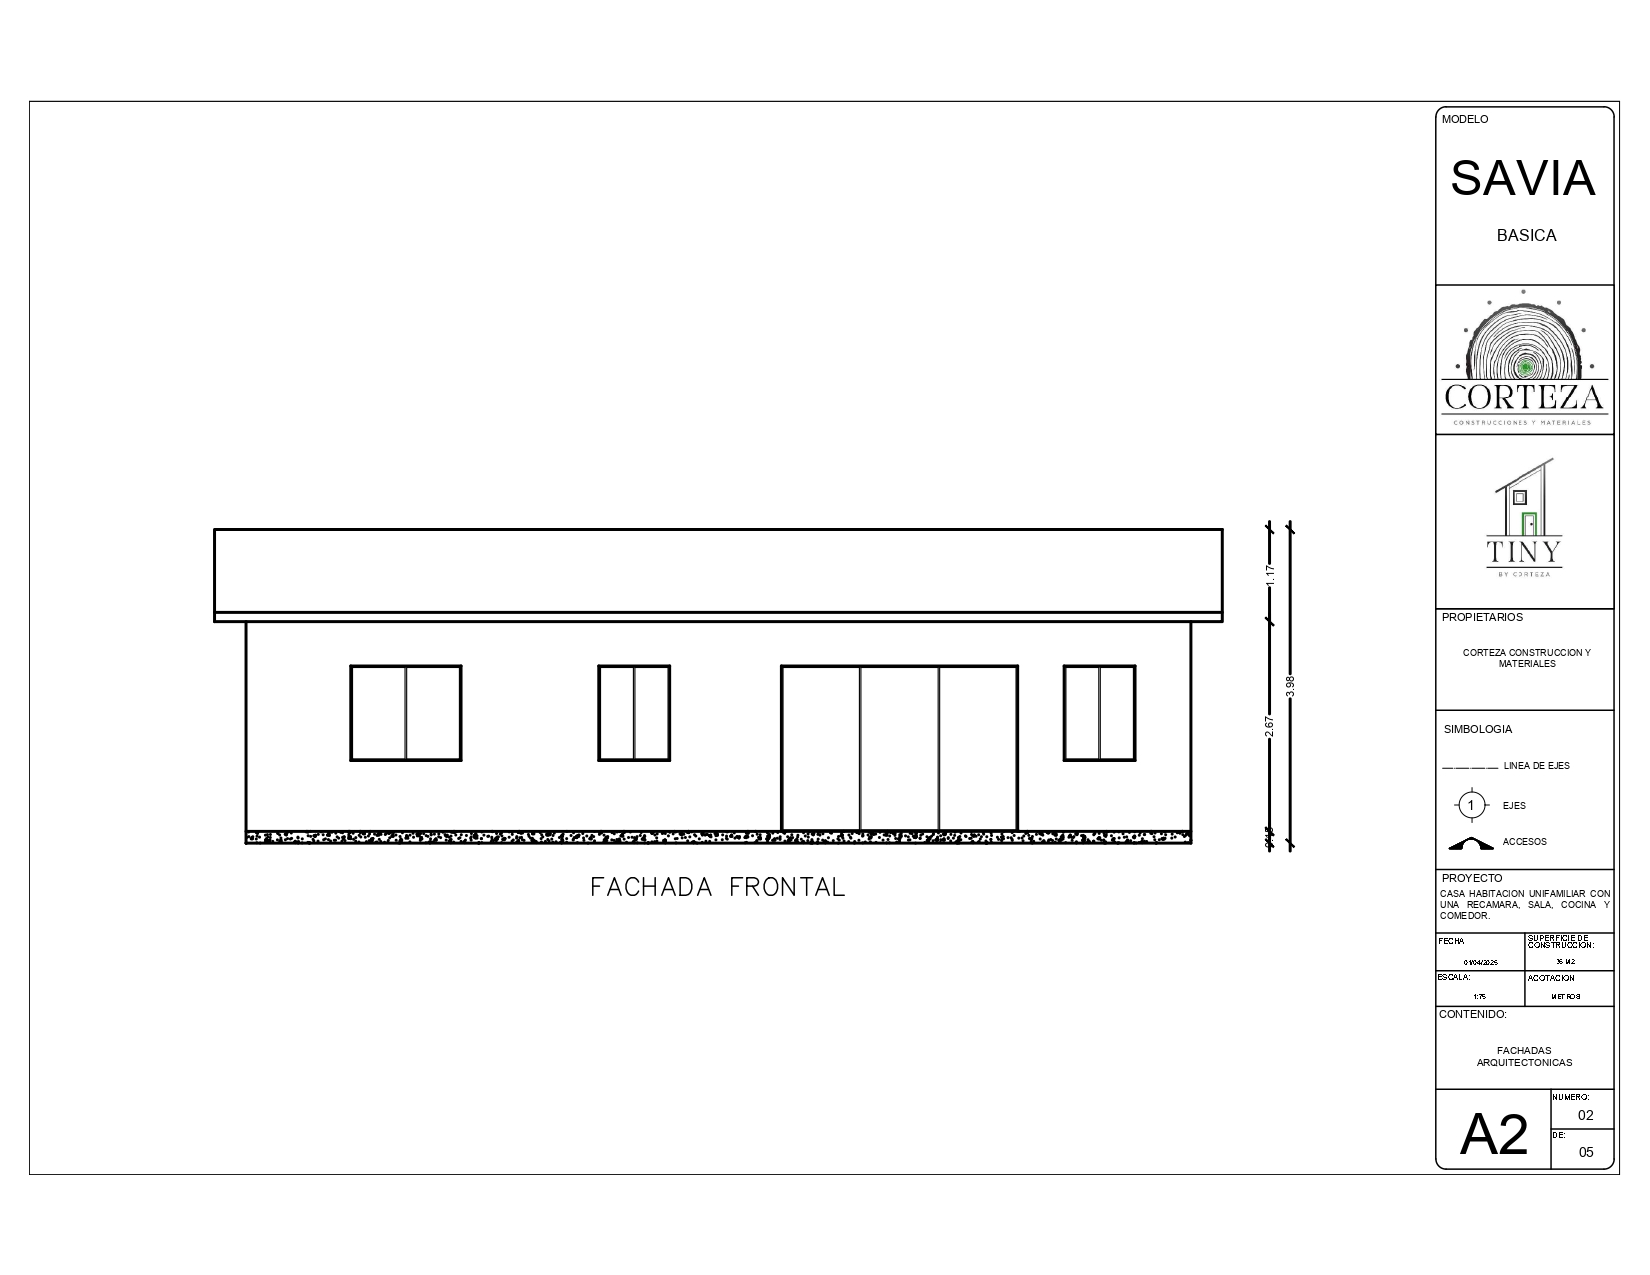 MODELO
SAVIA
BASICA
CORTEZA
CONSTRUCCIONES Y MATERIALES
TINY
BY CORTEZA
PROPIETARIOS
CORTEZA CONSTRUCCION Y
MATERIALES
SIMBOLOGIA
LINEA DE EJES
1
EJES
ACCESOS
PROYECTO
CASA HABITACION UNIFAMILIAR CON
UNA RECAMARA, SALA, COCINA Y
COMEDOR.
FECHA
01/04/2025
SUPERFICIE DE
CONSTRUCCION:
36 M2
ESCALA:
1:75
ACOTACION
METROS
CONTENIDO:
FACHADAS
ARQUITECTONICAS
A2
NUMERO:
02
DE:
05
1.17
2.67
3.98
FACHADA FRONTAL